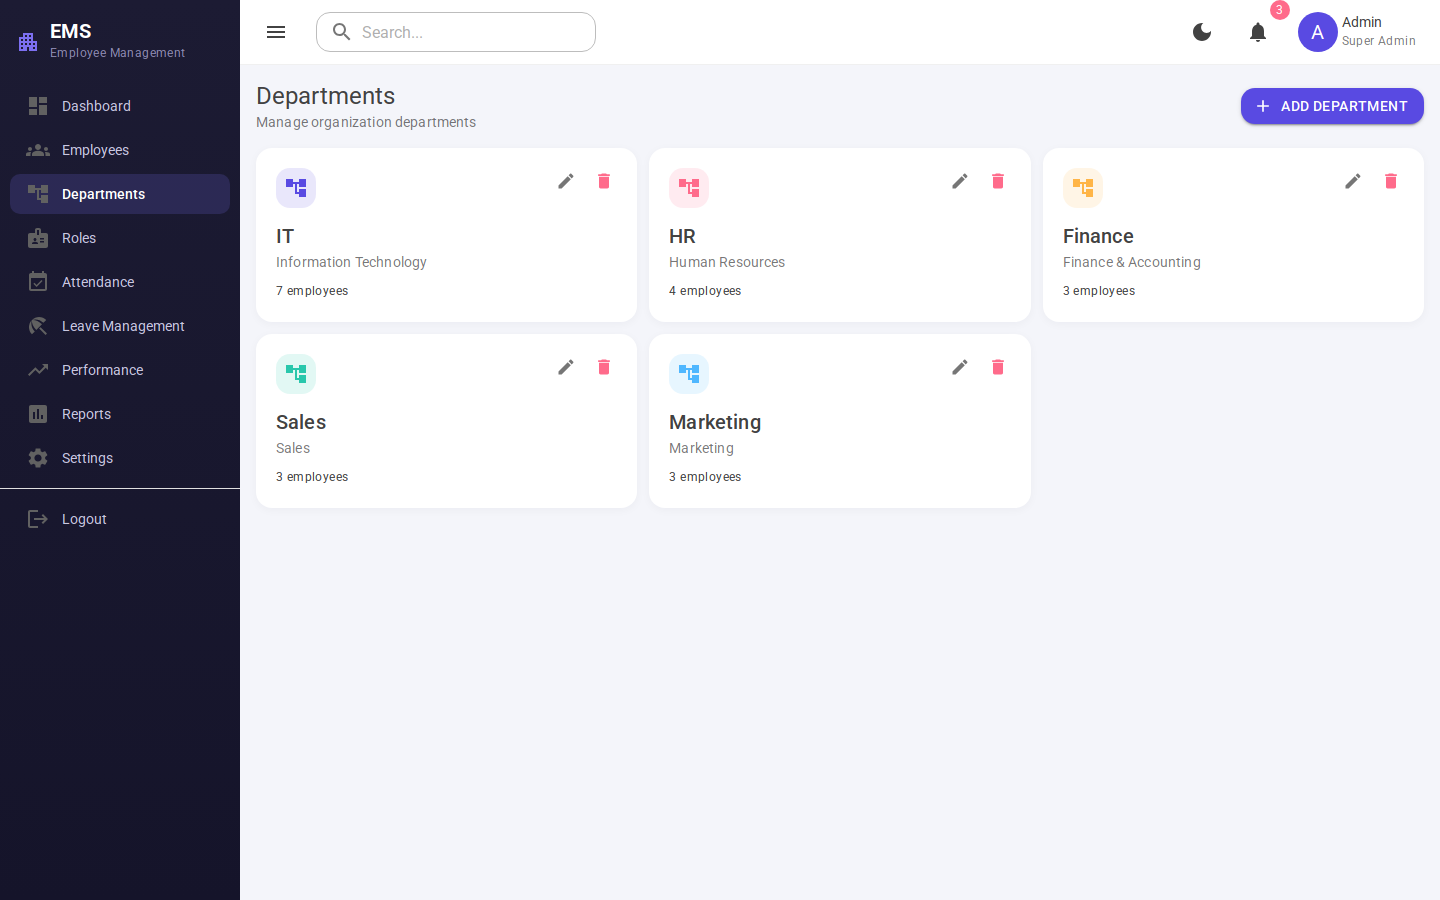 EMS
Employee Management
Dashboard
Employees
Departments
Roles
Attendance
Leave Management
Performance
Reports
Settings
Logout
Search...
3
A
Admin
Super Admin
Departments
Manage organization departments
ADD DEPARTMENT
IT
Information Technology
7 employees
HR
Human Resources
4 employees
Finance
Finance & Accounting
3 employees
Sales
Sales
3 employees
Marketing
Marketing
3 employees